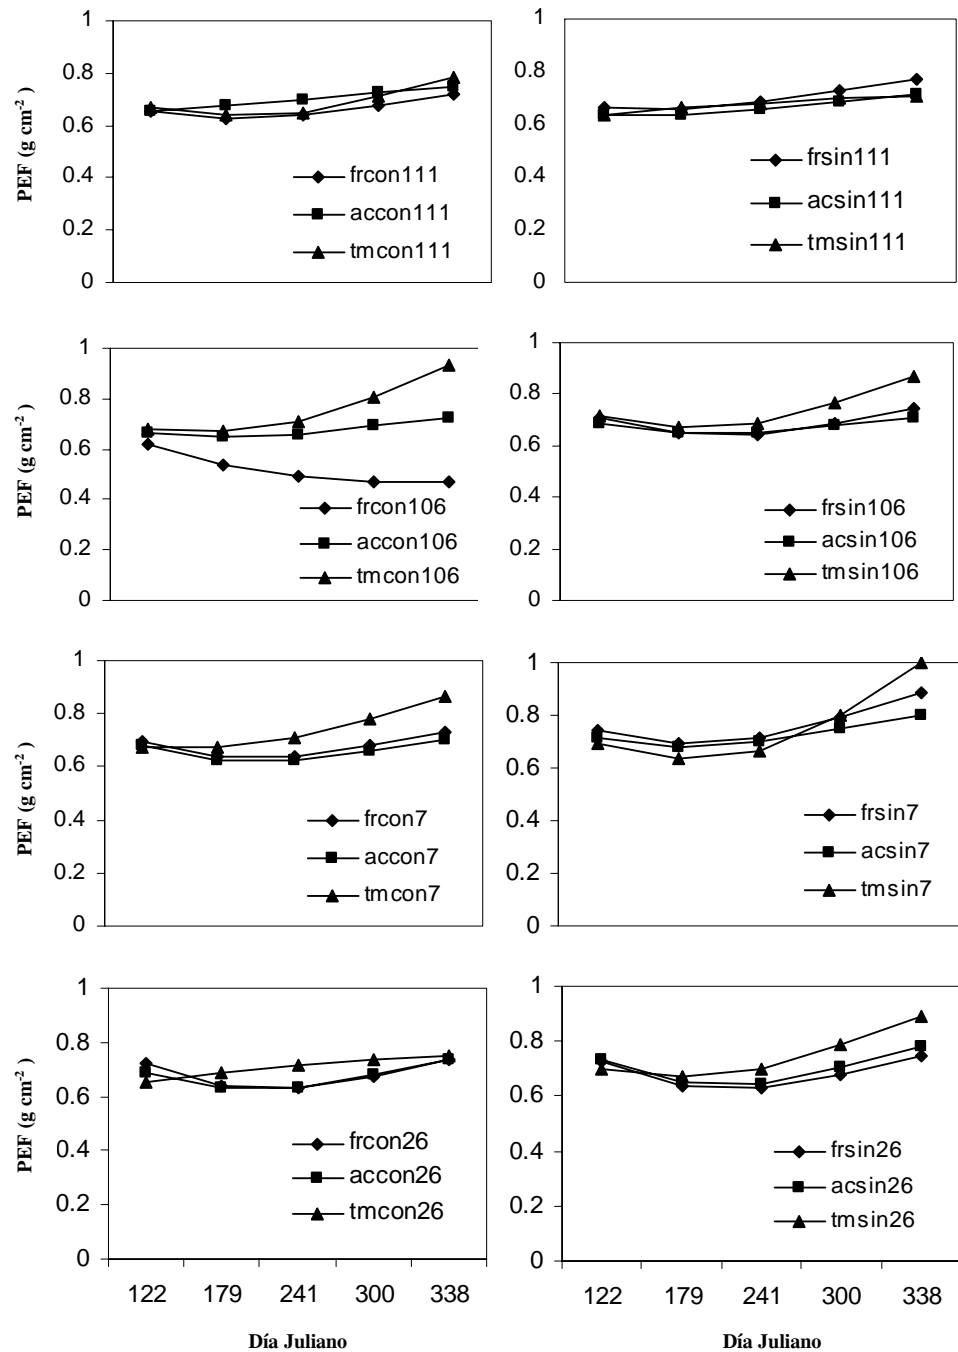 1
0.8
0.6
0.4
0.2
0
PEF (g cm⁻² )
frcon111
accon111
tmcon111
1
0.8
0.6
0.4
0.2
0
frsin111
acsin111
tmsin111
1
0.8
0.6
0.4
0.2
0
PEF (g cm⁻² )
frcon106
accon106
tmcon106
1
0.8
0.6
0.4
0.2
0
frsin106
acsin106
tmsin106
1
0.8
0.6
0.4
0.2
0
PEF (g cm⁻² )
frcon7
accon7
tmcon7
1
0.8
0.6
0.4
0.2
0
frsin7
acsin7
tmsin7
1
0.8
0.6
0.4
0.2
0
PEF (g cm⁻² )
frcon26
accon26
tmcon26
122 179 241 300 338
Día Juliano
1
0.8
0.6
0.4
0.2
0
frsin26
acsin26
tmsin26
122 179 241 300 338
Día Juliano